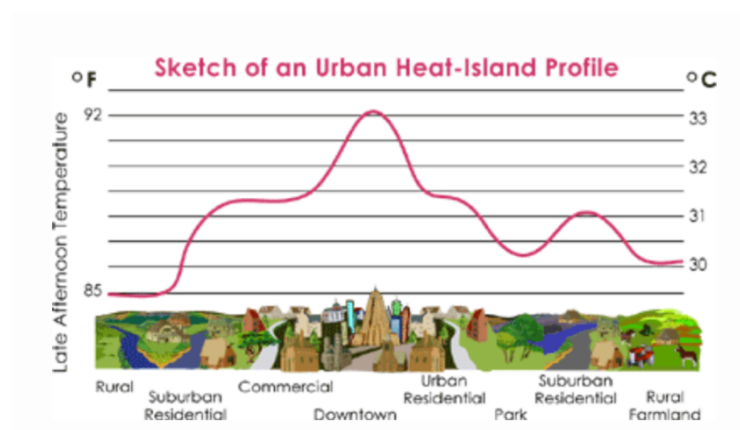 Sketch of an Urban Heat-Island Profile
°F
°C
92
33
32
31
30
85
Late Afternoon Temperature
Rural
Suburban
Residential
Commercial
Downtown
Urban
Residential
Park
Suburban
Residential
Rural
Farmland